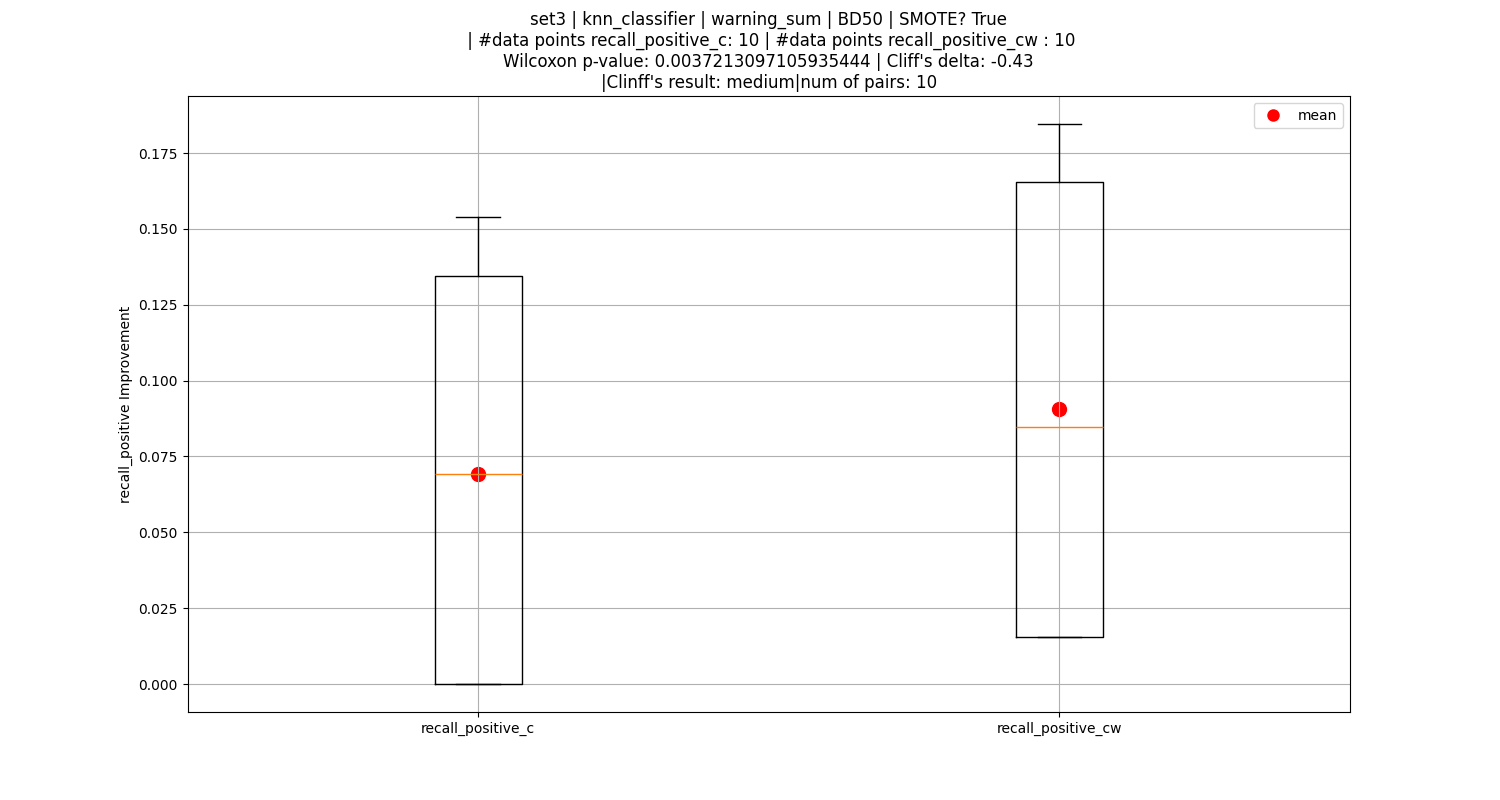 set3 | knn_classifier | warning_sum | BD50 | SMOTE? True
| #data points recall_positive_c: 10 | #data points recall_positive_cw : 10
Wilcoxon p-value: 0.0037213097105935444 | Cliff's delta: -0.43
|Clinff's result: medium|num of pairs: 10
mean
0.175
0.150
0.125
0.100
0.075
0.050
0.025
0.000
recall_positive Improvement
recall_positive_c
recall_positive_cw